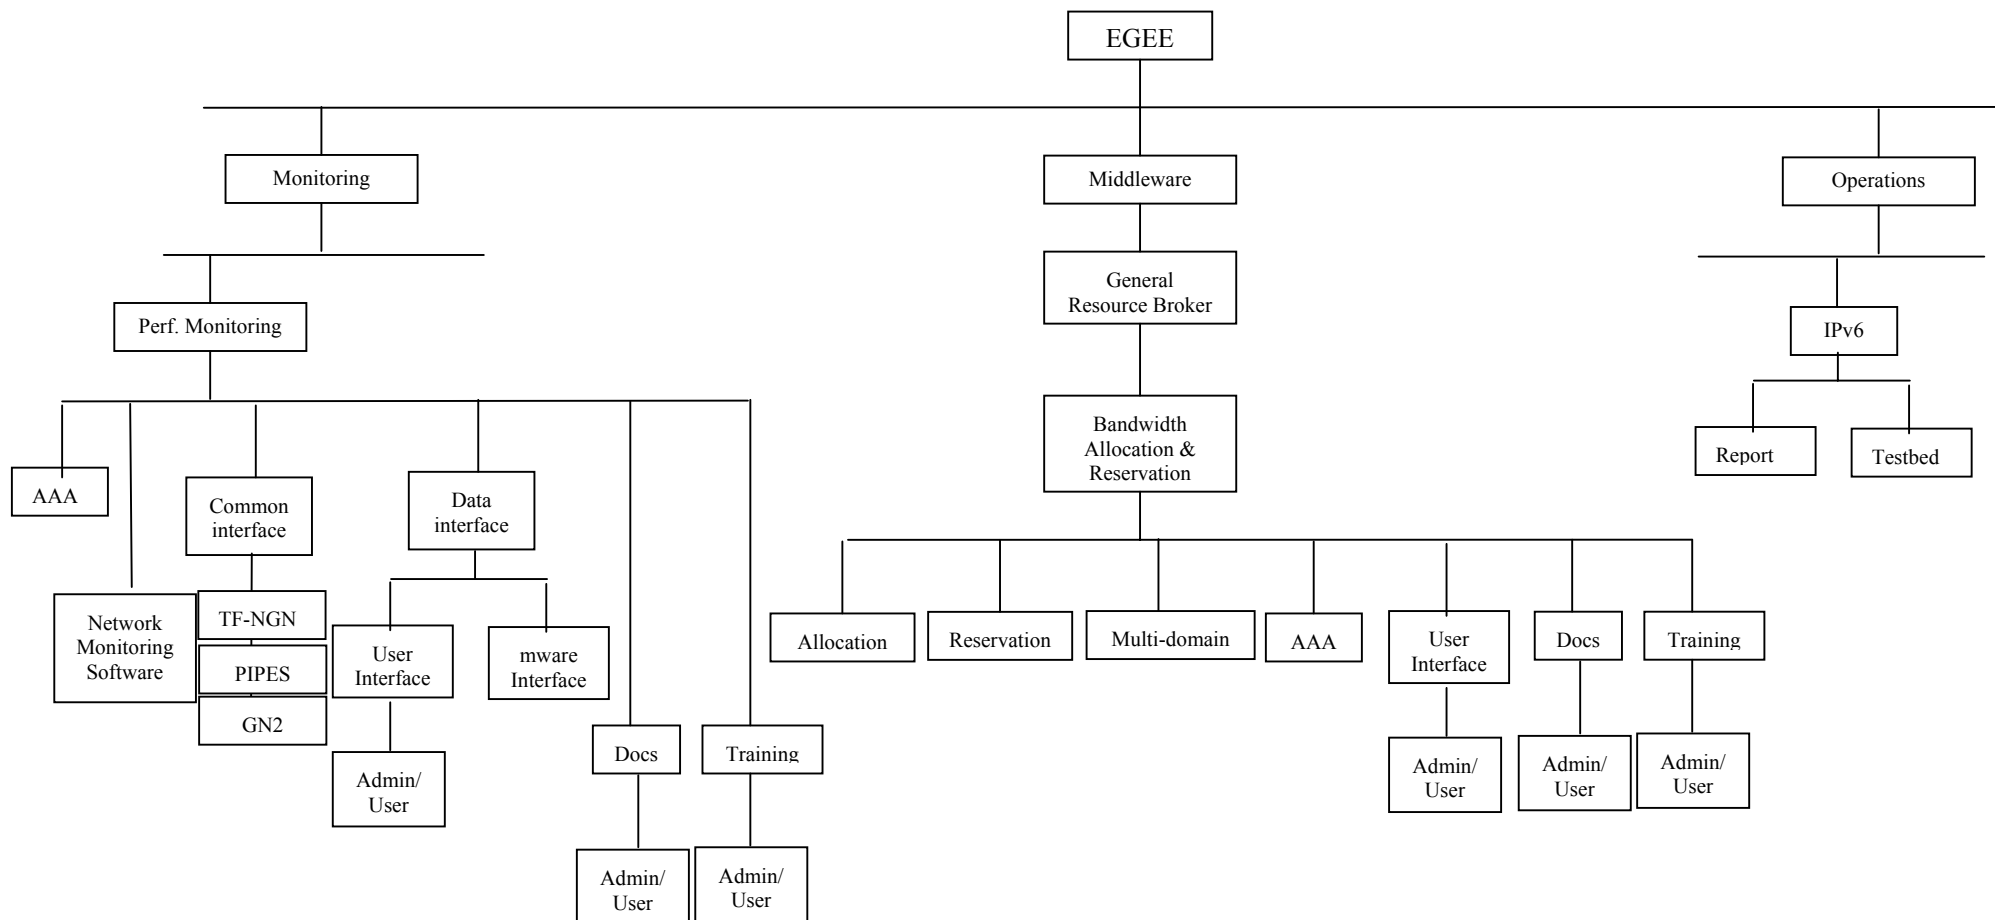 EGEE
Monitoring
Middleware
Operations
General
Resource Broker
Perf. Monitoring
IPv6
Bandwidth
Allocation &
Reservation
Report
Testbed
AAA
Common
interface
Data
interface
Network
Monitoring
Software
TF-NGN
PIPES
GN2
User
Interface
mware
Interface
Allocation
Reservation
Multi-domain
AAA
User
Interface
Docs
Training
Docs
Training
Admin/
User
Admin/
User
Admin/
User
Admin/
User
Admin/
User
Admin/
User